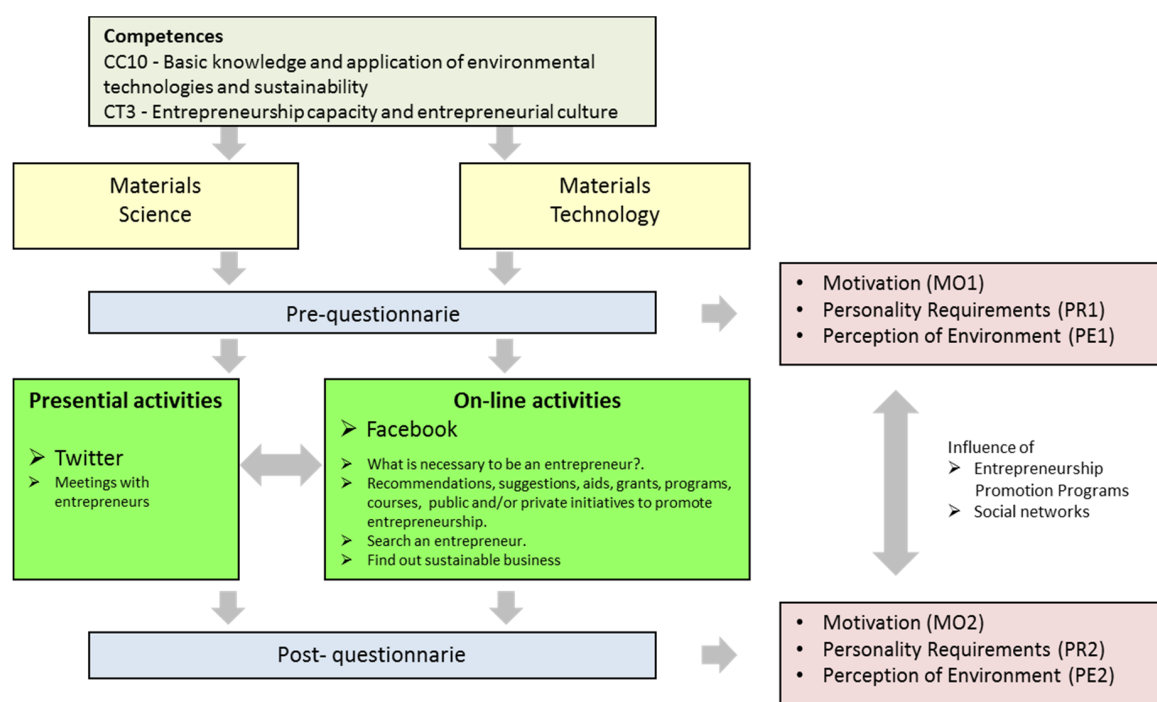 Competences
CC10 - Basic knowledge and application of environmental
technologies and sustainability
CT3 - Entrepreneurship capacity and entrepreneurial culture
Materials
Science
Materials
Technology
Pre-questionnarie
• Motivation (MO1)
• Personality Requirements (PR1)
• Perception of Environment (PE1)
Presential activities
➢ Twitter
➢ Meetings with
entrepreneurs
On-line activities
➢ Facebook
➢ What is necessary to be an entrepreneur?.
➢ Recommendations, suggestions, aids, grants, programs,
courses, public and/or private initiatives to promote
entrepreneurship.
➢ Search an entrepreneur.
➢ Find out sustainable business
Influence of
➢ Entrepreneurship
Promotion Programs
➢ Social networks
Post- questionnarie
• Motivation (MO2)
• Personality Requirements (PR2)
• Perception of Environment (PE2)